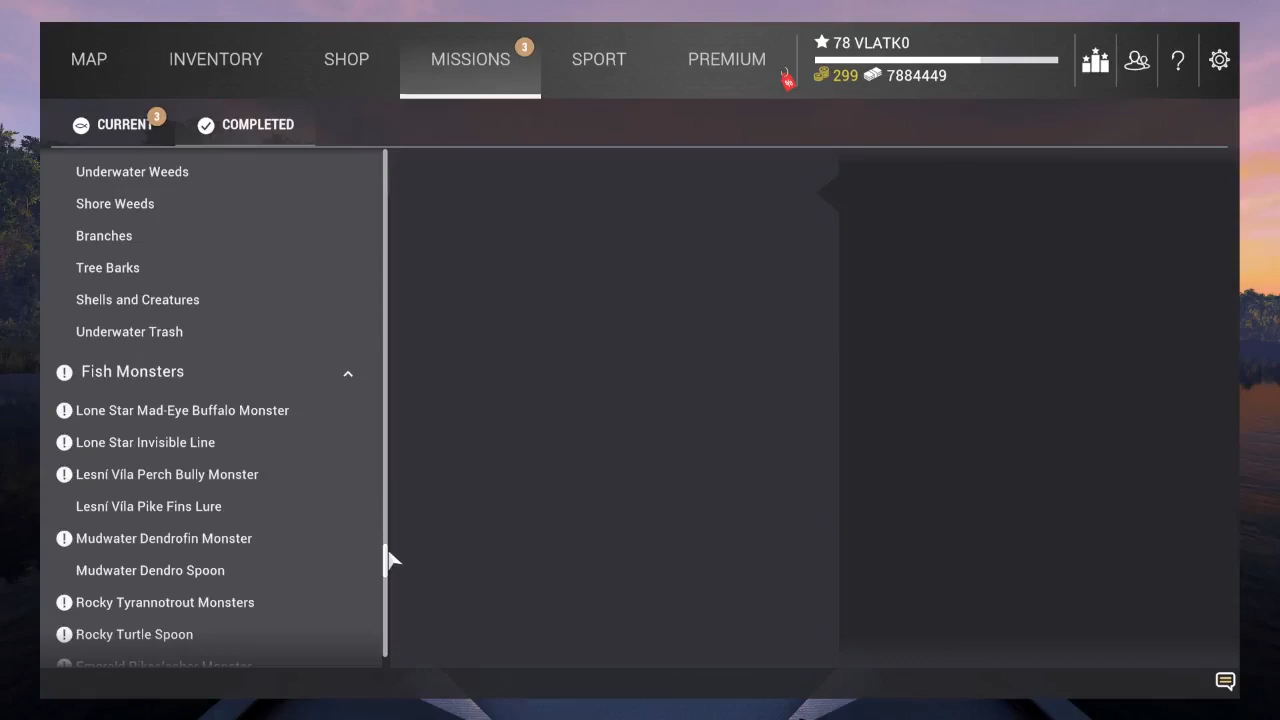 MAP INVENTORY SHOP MISSIONS 3 SPORT PREMIUM
78 VLATK0
299 7884449
CURRENT 3 COMPLETED
Underwater Weeds
Shore Weeds
Branches
Tree Barks
Shells and Creatures
Underwater Trash
Fish Monsters
Lone Star Mad-Eye Buffalo Monster
Lone Star Invisible Line
Lesní Víla Perch Bully Monster
Lesní Víla Pike Fins Lure
Mudwater Dendrofin Monster
Mudwater Dendro Spoon
Rocky Tyrannotrout Monsters
Rocky Turtle Spoon
Emerald Monster